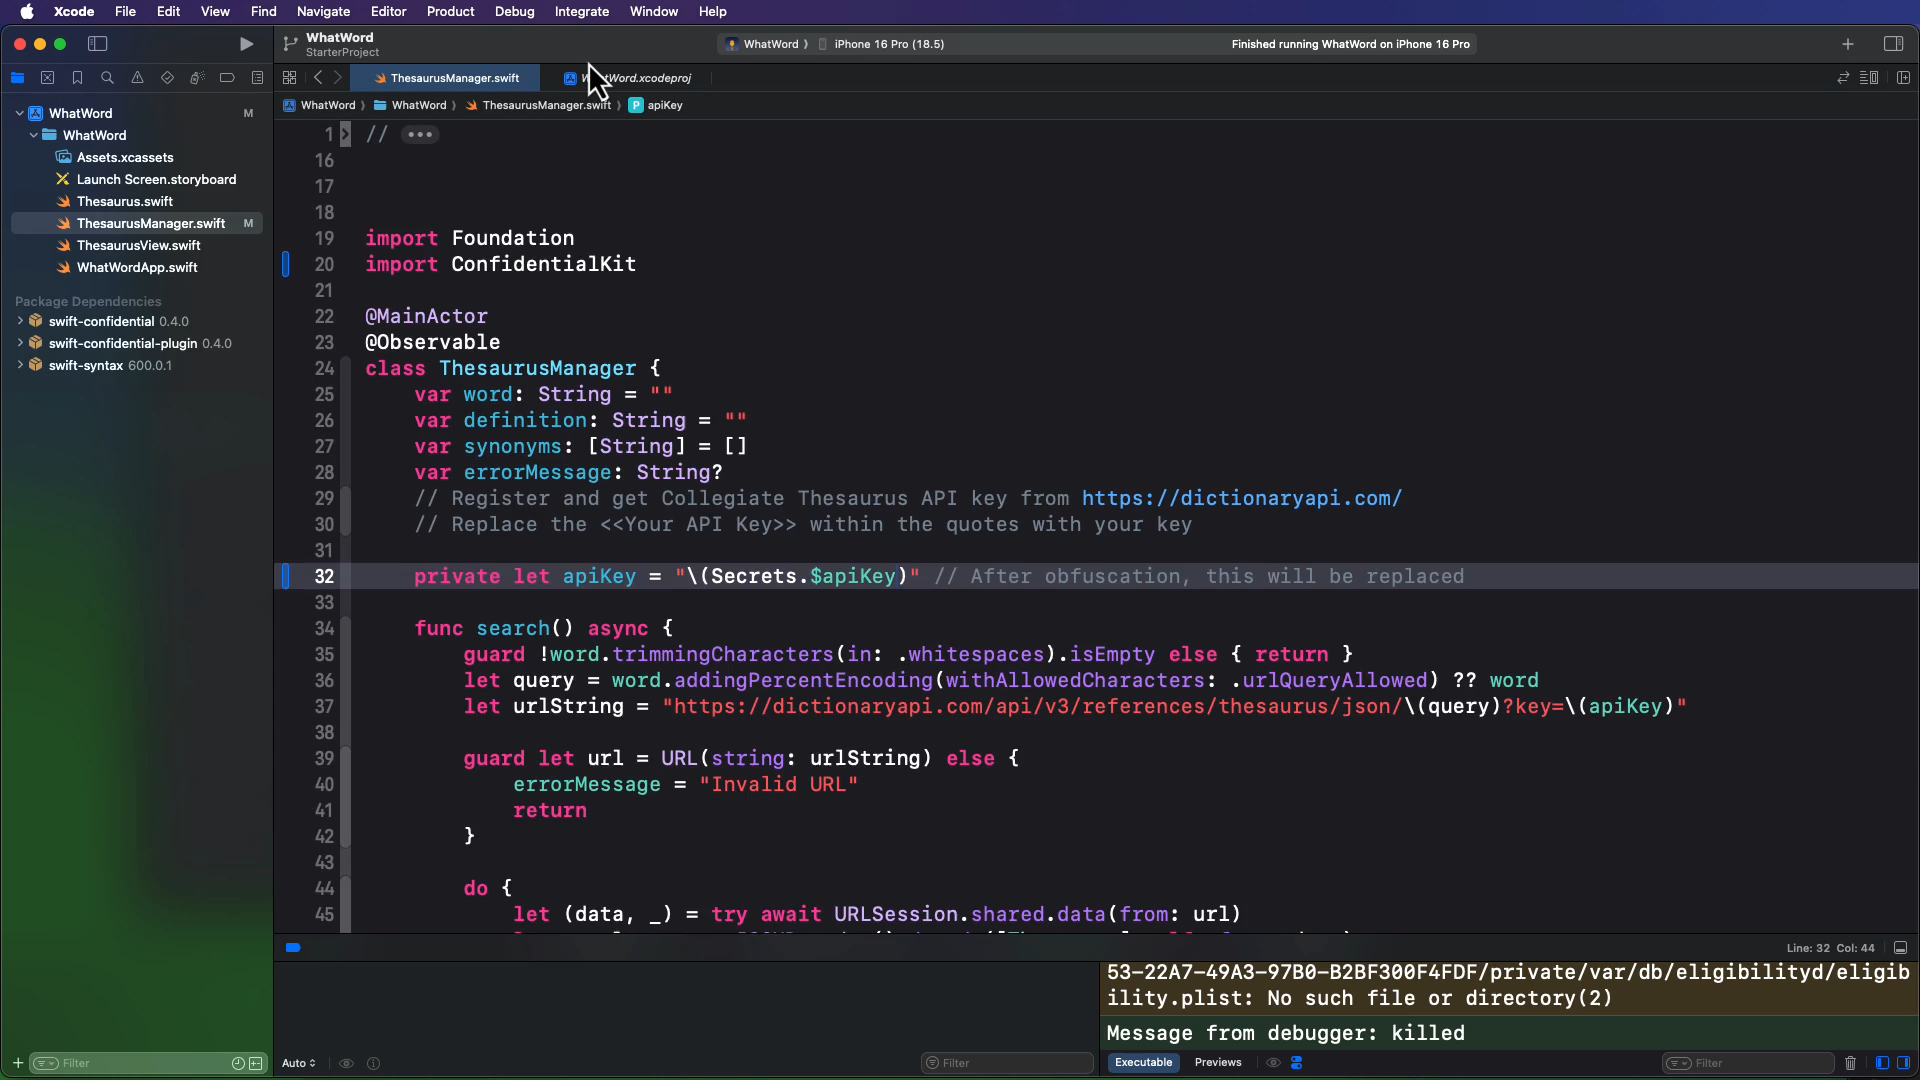 Xcode File Edit View Find Navigate Editor Product Debug Integrate Window Help
WhatWord
StarterProject
WhatWord iPhone 16 Pro (18.5) Finished running WhatWord on iPhone 16 Pro
ThesaurusManager.swift
Word.xcodeproj
WhatWord WhatWord ThesaurusManager.swift P apiKey
WhatWord M
WhatWord
Assets.xcassets
Launch Screen.storyboard
Thesaurus.swift
ThesaurusManager.swift M
ThesaurusView.swift
WhatWordApp.swift
Package Dependencies
swift-confidential 0.4.0
swift-confidential-plugin 0.4.0
swift-syntax 600.0.1
1 // •••
16
17
18
19 import Foundation
20 import ConfidentialKit
21
22 @MainActor
23 @Observable
24 class ThesaurusManager {
25 var word: String = ""
26 var definition: String = ""
27 var synonyms: [String] = []
28 var errorMessage: String?
29 // Register and get Collegiate Thesaurus API key from https://dictionaryapi.com/
30 // Replace the <<Your API Key>> within the quotes with your key
31
32 private let apiKey = "\(Secrets.$apiKey)" // After obfuscation, this will be replaced
33
34 func search() async {
35 guard !word.trimmingCharacters(in: .whitespaces).isEmpty else { return }
36 let query = word.addingPercentEncoding(withAllowedCharacters: .urlQueryAllowed) ?? word
37 let urlString = "https://dictionaryapi.com/api/v3/references/thesaurus/json/\(query)?key=\(apiKey)"
38
39 guard let url = URL(string: urlString) else {
40 errorMessage = "Invalid URL"
41 return
42 }
43
44 do {
45 let (data, _) = try await URLSession.shared.data(from: url)
Line: 32 Col: 44
53-22A7-49A3-97B0-B2BF300F4FDF/private/var/db/eligibilityd/eligib
ility.plist: No such file or directory(2)
Message from debugger: killed
Filter Auto Filter Executable Previews Filter